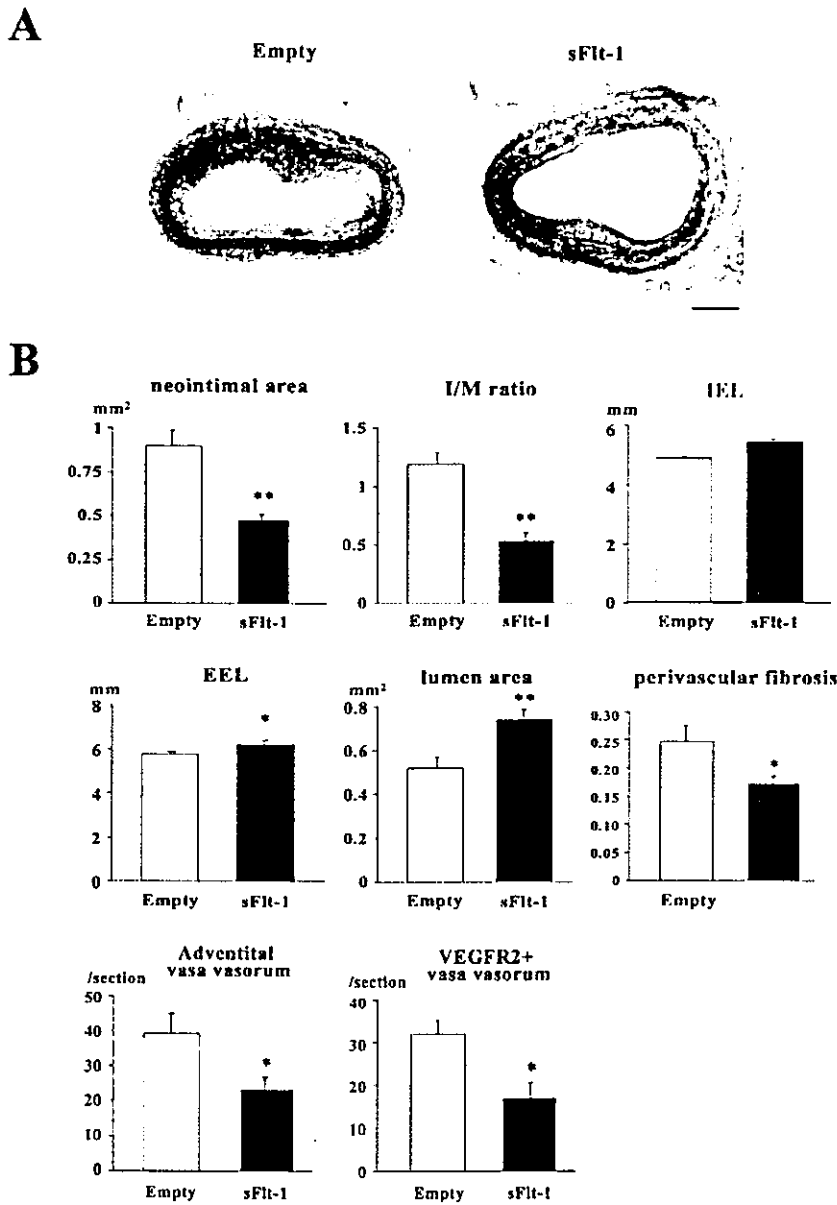 A
Empty sFlt-1
B
neointimal area I/M ratio IEL
mm² mm
1 0.75 0.5 0.25 0
1.5 1 0.5 0
6 4 2 0
** **
Empty sFlt-1 Empty sFlt-1 Empty sFlt-1
EEL lumen area perivascular fibrosis
mm mm²
8 6 4 2 0
0.8 0.6 0.4 0.2 0
0.30 0.25 0.20 0.15 0.10 0.05 0
* ** *
Empty sFlt-1 Empty sFlt-1 Empty
Adventital
vasa vasorum
VEGFR2+
vasa vasorum
/section /section
50 40 30 20 10 0
40 30 20 10 0
* *
Empty sFlt-1 Empty sFlt-1